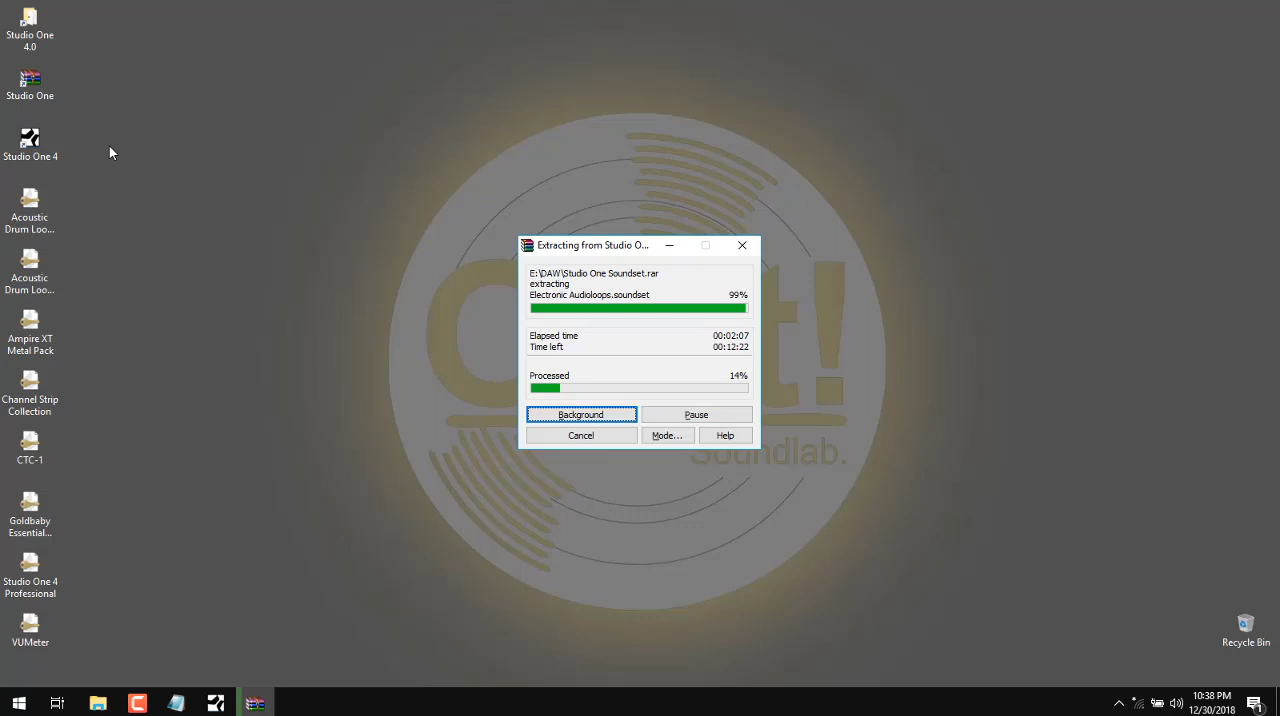 Studio One
4.0
Studio One
Studio One 4
Acoustic
Drum Loo...
Acoustic
Drum Loo...
Ampire XT
Metal Pack
Channel Strip
Collection
CTC-1
Goldbaby
Essential...
Studio One 4
Professional
VUMeter
Extracting from Studio O...
E:\DAW\Studio One Soundset.rar
extracting
Electronic Audioloops.soundset 99%
Elapsed time 00:02:07
Time left 00:12:22
Processed 14%
Background Pause
Cancel Mode... Help
Soundlab.
Recycle Bin
10:38 PM
12/30/2018
1